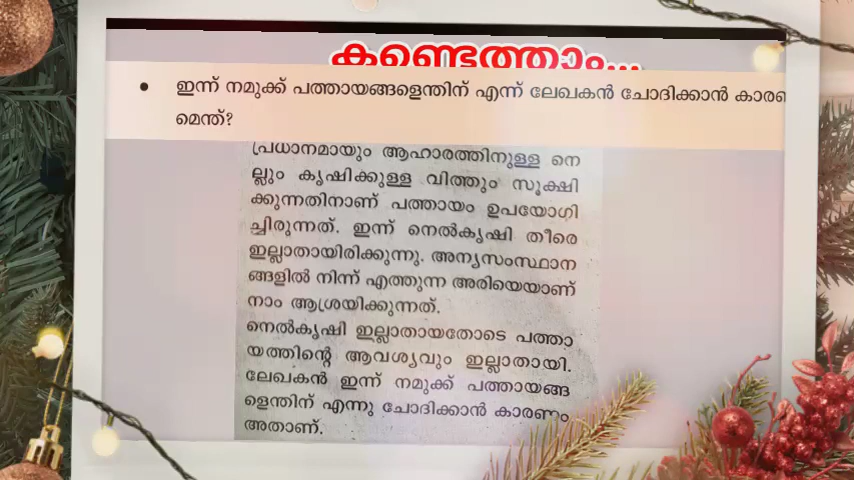 കണ്ടെത്താം...
• ഇന്ന് നമുക്ക് പത്തായങ്ങളെന്തിന് എന്ന് ലേഖകൻ ചോദിക്കാൻ കാരണ
മെന്ത്?
പ്രധാനമായും ആഹാരത്തിനുള്ള നെ
ല്ലും കൃഷിക്കുള്ള വിത്തും സൂക്ഷി
ക്കുന്നതിനാണ് പത്തായം ഉപയോഗി
ച്ചിരുന്നത്. ഇന്ന് നെൽകൃഷി തീരെ
ഇല്ലാതായിരിക്കുന്നു. അന്യസംസ്ഥാന
ങ്ങളിൽ നിന്ന് എത്തുന്ന അരിയെയാണ്
നാം ആശ്രയിക്കുന്നത്.
നെൽകൃഷി ഇല്ലാതായതോടെ പത്താ
യത്തിന്റെ ആവശ്യവും ഇല്ലാതായി.
ലേഖകൻ ഇന്ന് നമുക്ക് പത്തായങ്ങ
ളെന്തിന് എന്നു ചോദിക്കാൻ കാരണം
അതാണ്.